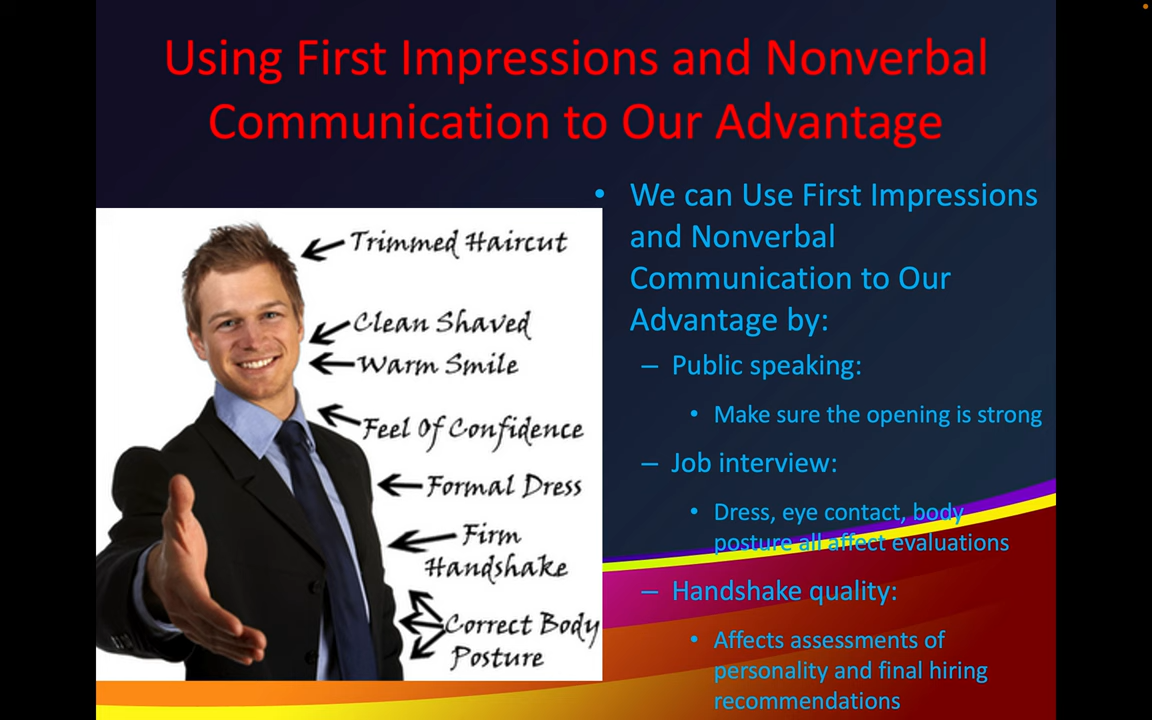 Using First Impressions and Nonverbal
Communication to Our Advantage
Trimmed Haircut
Clean Shaved
Warm Smile
Feel Of Confidence
Formal Dress
Firm
Handshake
Correct Body
Posture
• We can Use First Impressions
and Nonverbal
Communication to Our
Advantage by:
– Public speaking:
• Make sure the opening is strong
– Job interview:
• Dress, eye contact, body
posture all affect evaluations
– Handshake quality:
• Affects assessments of
personality and final hiring
recommendations